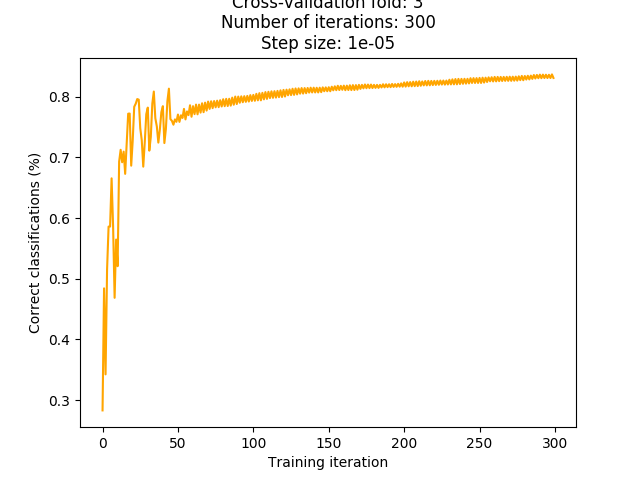 Cross-validation fold: 3
Number of iterations: 300
Step size: 1e-05
Correct classifications (%)
0.8
0.7
0.6
0.5
0.4
0.3
0 50 100 150 200 250 300
Training iteration